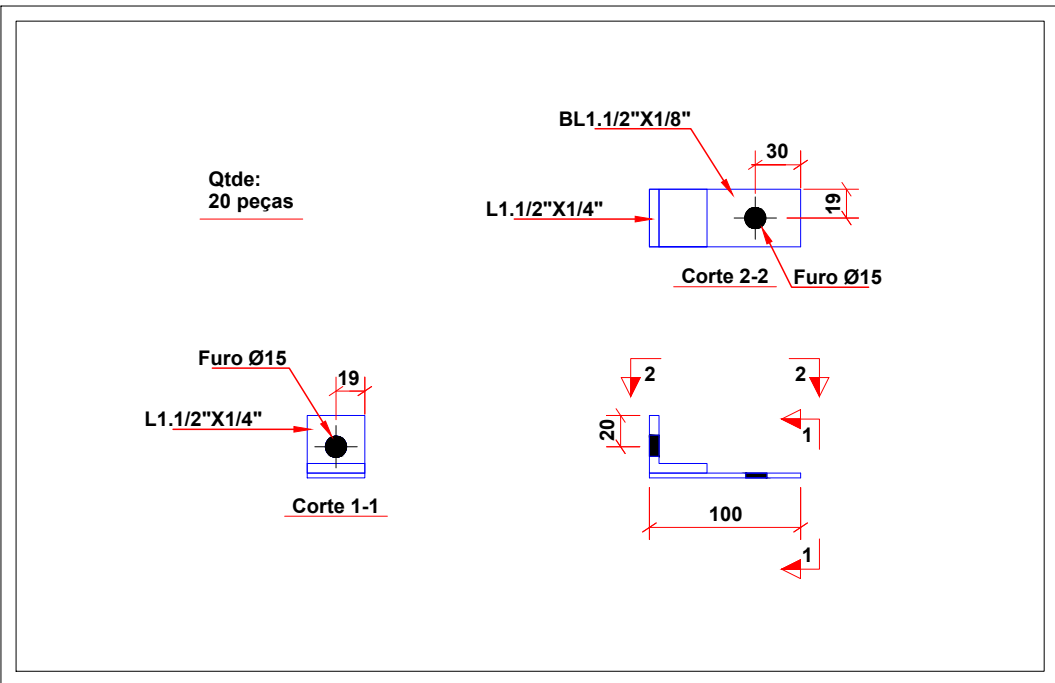 BL1.1/2"X1/8"
30
Qtde:
20 peças
19
L1.1/2"X1/4"
Corte 2-2
Furo Ø15
Furo Ø15
19
2
2
L1.1/2"X1/4"
20
1
Corte 1-1
100
1